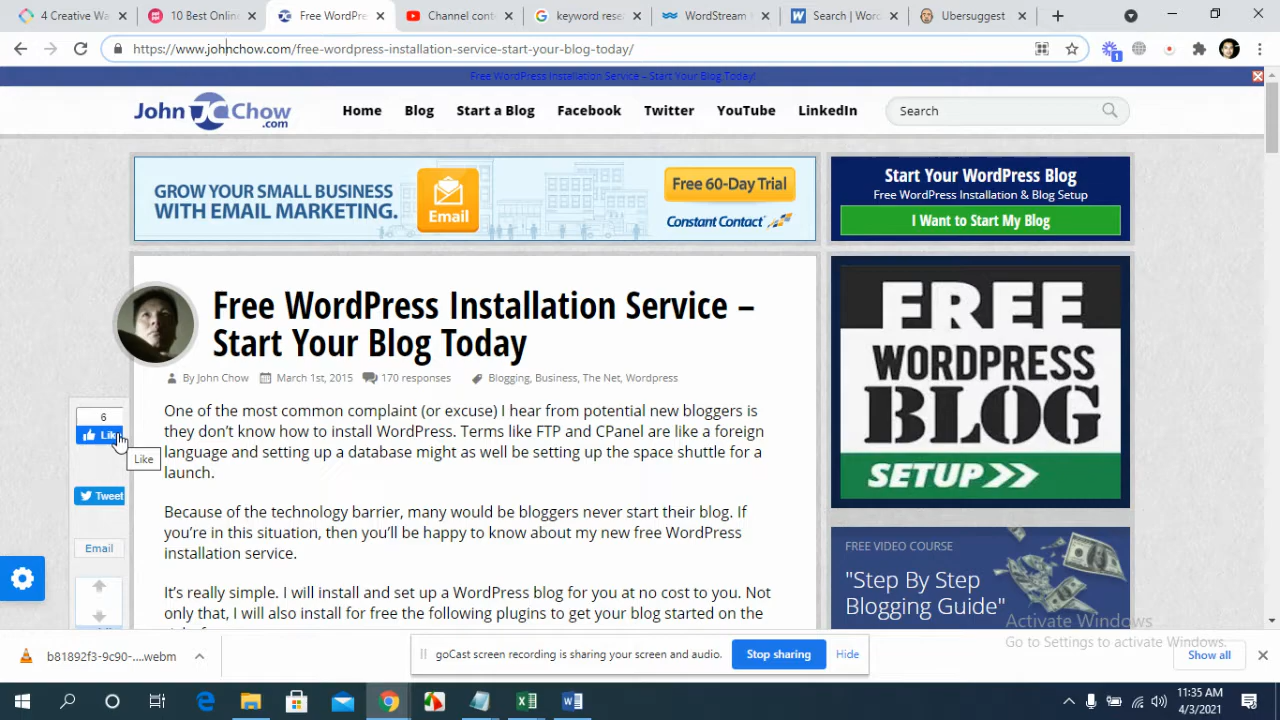 4 Creative Wa
10 Best Onlin
Free WordPre
Channel cont
keyword rese
WordStream
Search | Word
Ubersuggest
https://www.johnchow.com/free-wordpress-installation-service-start-your-blog-today/
1
Free WordPress Installation Service – Start Your Blog Today!
John Chow
.com
Home
Blog
Start a Blog
Facebook
Twitter
YouTube
LinkedIn
Search
GROW YOUR SMALL BUSINESS
WITH EMAIL MARKETING.
Email
Free 60-Day Trial
Constant Contact
Start Your WordPress Blog
Free WordPress Installation & Blog Setup
I Want to Start My Blog
Free WordPress Installation Service –
Start Your Blog Today
By John Chow
March 1st, 2015
170 responses
Blogging, Business, The Net, Wordpress
One of the most common complaint (or excuse) I hear from potential new bloggers is
they don't know how to install WordPress. Terms like FTP and CPanel are like a foreign
language and setting up a database might as well be setting up the space shuttle for a
launch.
Because of the technology barrier, many would be bloggers never start their blog. If
you're in this situation, then you'll be happy to know about my new free WordPress
installation service.
It's really simple. I will install and set up a WordPress blog for you at no cost to you. Not
only that, I will also install for free the following plugins to get your blog started on the
6
Like
Like
Tweet
Email
FREE
WORDPRESS
BLOG
SETUP>>
FREE VIDEO COURSE
"Step By Step
Blogging Guide"
Activate Windows
Go to Settings to activate Windows.
b81892f3-9c90-....webm
gocast screen recording is sharing your screen and audio.
Stop sharing
Hide
Show all
11:35 AM
4/3/2021